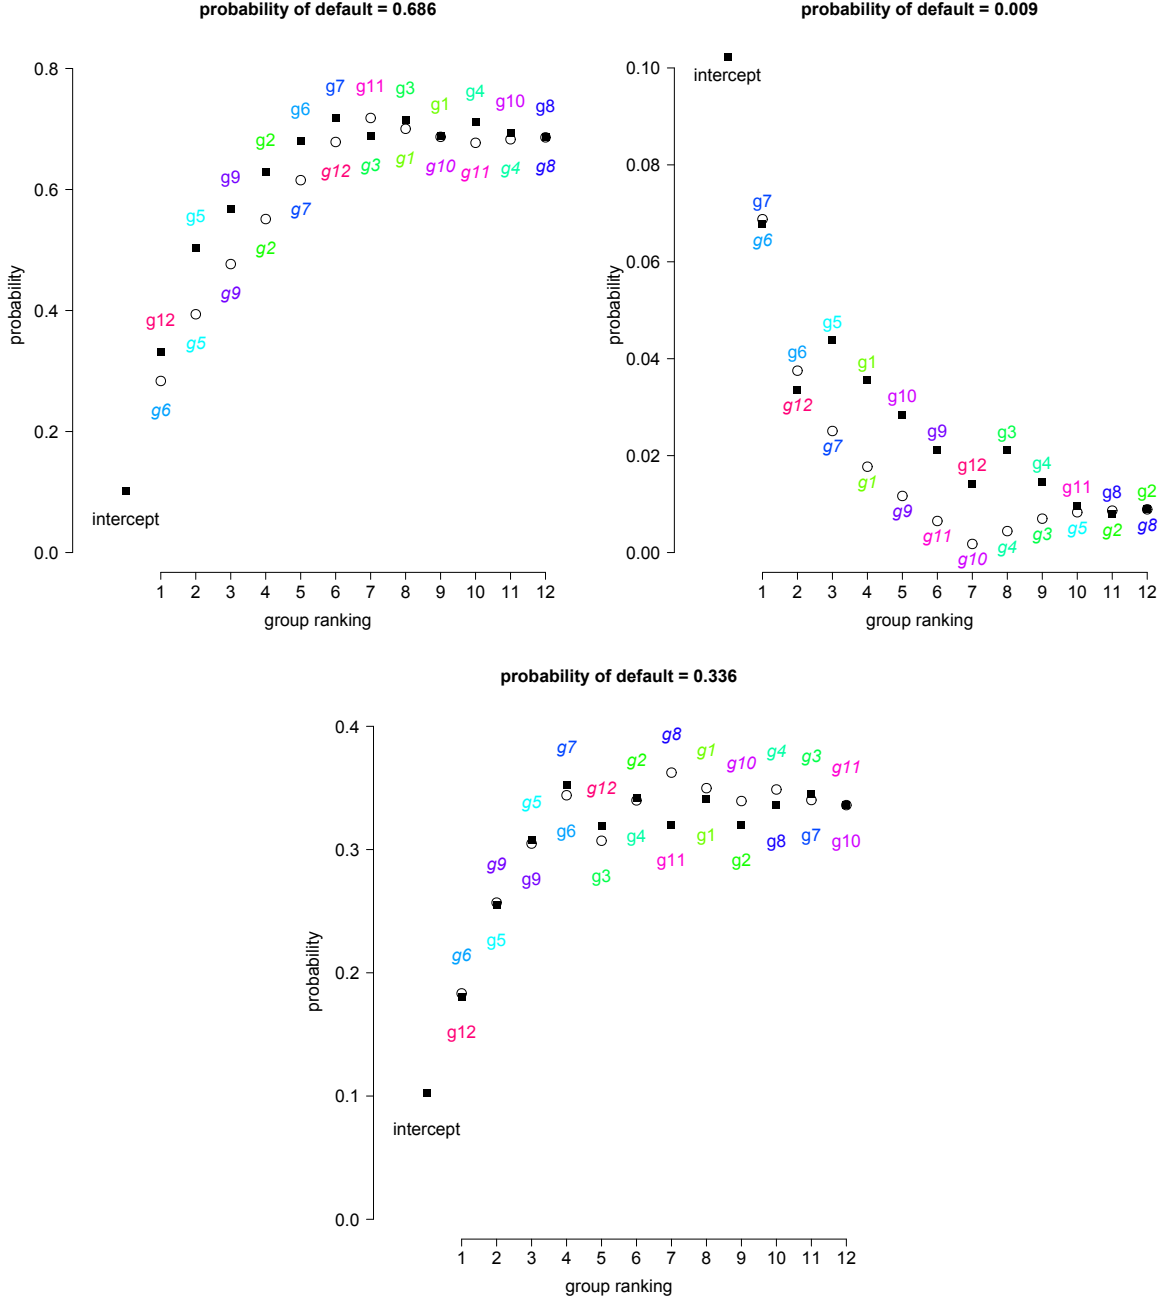 probability of default = 0.686
0.8
0.6
0.4
0.2
0.0
probability
intercept
g12
g5
g9
g2
g6
g7
g11
g3
g1
g4
g10
g8
g6
g5
g9
g2
g7
g12
g3
g1
g10
g11
g4
g8
1 2 3 4 5 6 7 8 9 10 11 12
group ranking
probability of default = 0.009
0.10
0.08
0.06
0.04
0.02
0.00
probability
intercept
g7
g6
g5
g1
g10
g9
g12
g3
g4
g11
g8
g2
g6
g12
g7
g1
g9
g11
g10
g4
g3
g5
g2
g8
1 2 3 4 5 6 7 8 9 10 11 12
group ranking
probability of default = 0.336
0.4
0.3
0.2
0.1
0.0
probability
intercept
g6
g9
g5
g7
g12
g2
g8
g1
g10
g4
g3
g11
g12
g5
g9
g6
g3
g4
g11
g1
g2
g8
g7
g10
1 2 3 4 5 6 7 8 9 10 11 12
group ranking